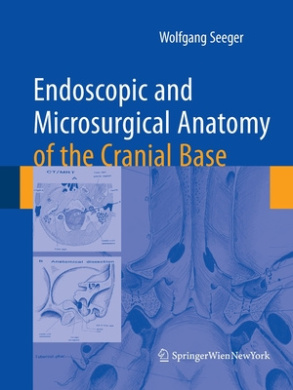 Wolfgang Seeger
Endoscopic and
Microsurgical Anatomy
of the Cranial Base
SpringerWienNewYork